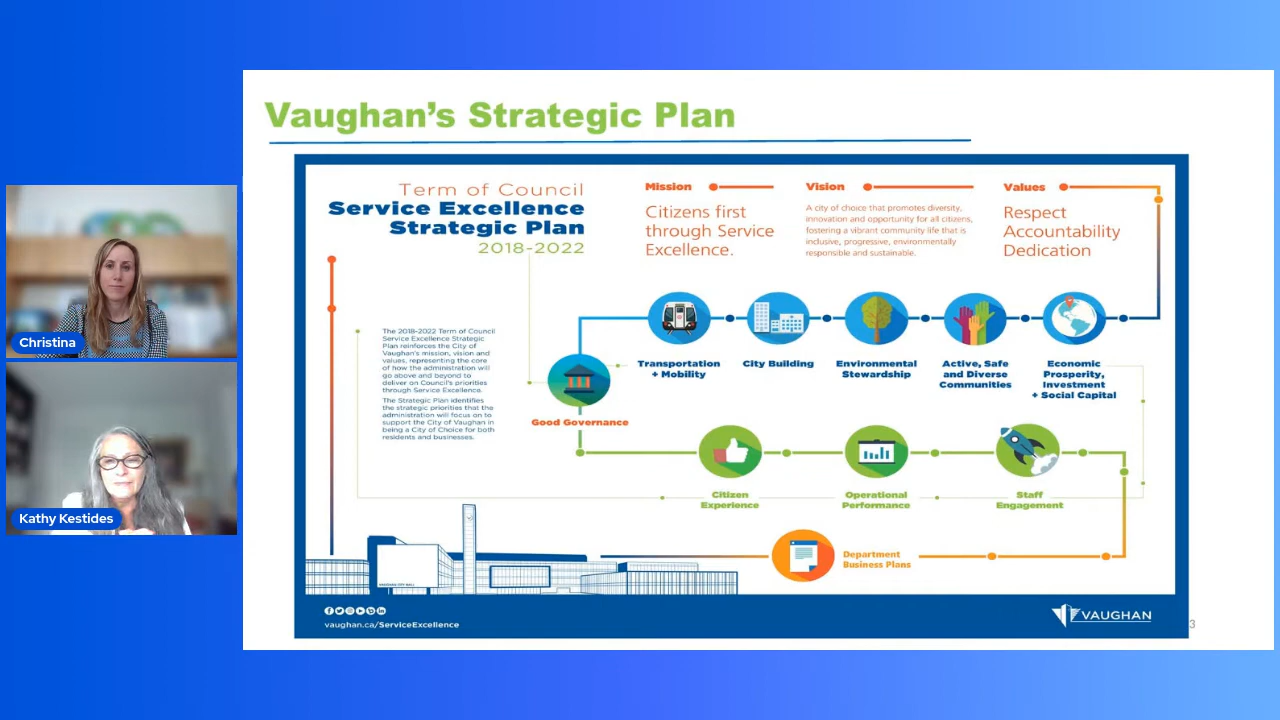 Vaughan's Strategic Plan
Term of Council
Service Excellence
Strategic Plan
2018-2022
Mission
Citizens first
through Service
Excellence.
Vision
A city of choice that promotes diversity,
innovation and opportunity for all citizens,
fostering a vibrant community life that is
inclusive, progressive, environmentally
responsible and sustainable.
Values
Respect
Accountability
Dedication
The 2018-2022 Term of Council
Service Excellence Strategic
Plan reinforces the City of
Vaughan's mission, vision and
values, representing the core
of how the administration will
go above and beyond to
deliver on Council's priorities
through Service Excellence.
The Strategic Plan identifies
the strategic priorities that the
administration will focus on to
support the City of Vaughan in
being a City of Choice for both
residents and businesses.
Transportation
+ Mobility
City Building
Environmental
Stewardship
Active, Safe
and Diverse
Communities
Economic
Prosperity,
Investment
+ Social Capital
Good Governance
Citizen
Experience
Operational
Performance
Staff
Engagement
Department
Business Plans
VAUGHAN CITY HALL
vaughan.ca/ServiceExcellence
VAUGHAN
3
Christina
Kathy Kestides